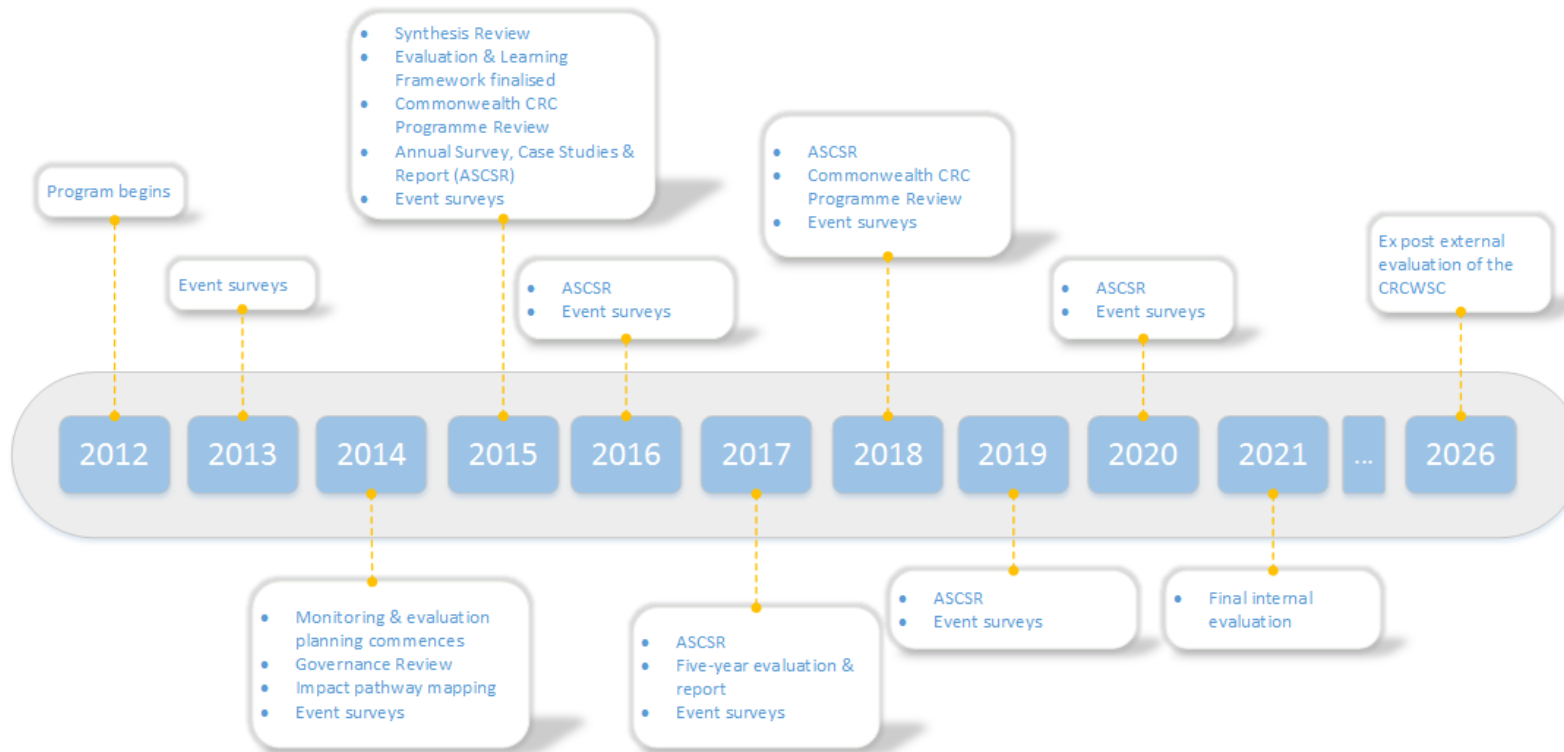 Program begins
Event surveys
• Synthesis Review
• Evaluation & Learning
Framework finalised
• Commonwealth CRC
Programme Review
• Annual Survey, Case Studies &
Report (ASCSR)
• Event surveys
• ASCSR
• Event surveys
• ASCSR
• Commonwealth CRC
Programme Review
• Event surveys
• ASCSR
• Event surveys
Ex post external
evaluation of the
CRCWSC
2012 2013 2014 2015 2016 2017 2018 2019 2020 2021 ... 2026
• Monitoring & evaluation
planning commences
• Governance Review
• Impact pathway mapping
• Event surveys
• ASCSR
• Five-year evaluation &
report
• Event surveys
• ASCSR
• Event surveys
• Final internal
evaluation